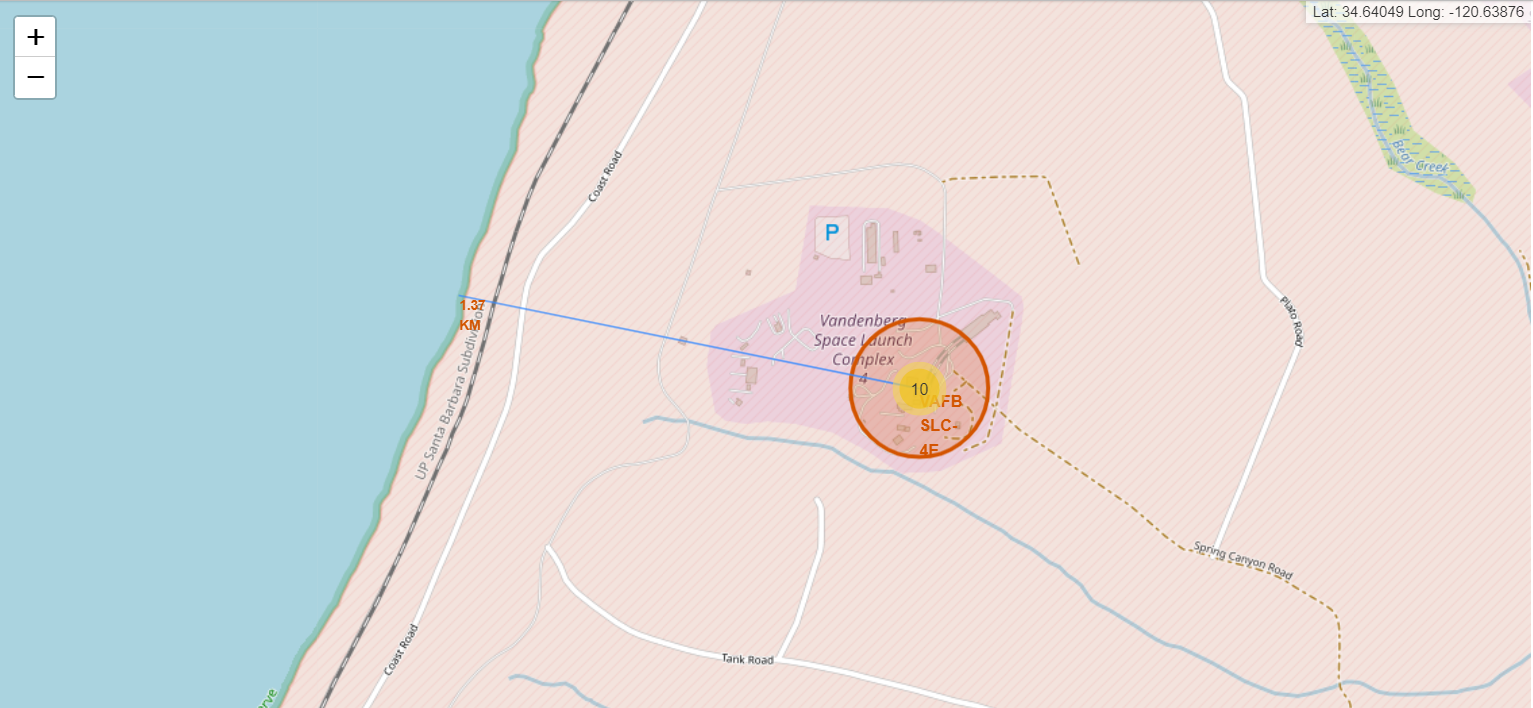 +
−
Lat: 34.64049 Long: -120.63876
Coast Road
Bear Creek
P
1.37
KM
Plato Road
Vandenberg
Space Launch
Complex
4
10
VAFB
SLC-
4E
UP Santa Barbara Subdivision
Spring Canyon Road
Coast Road
Tank Road